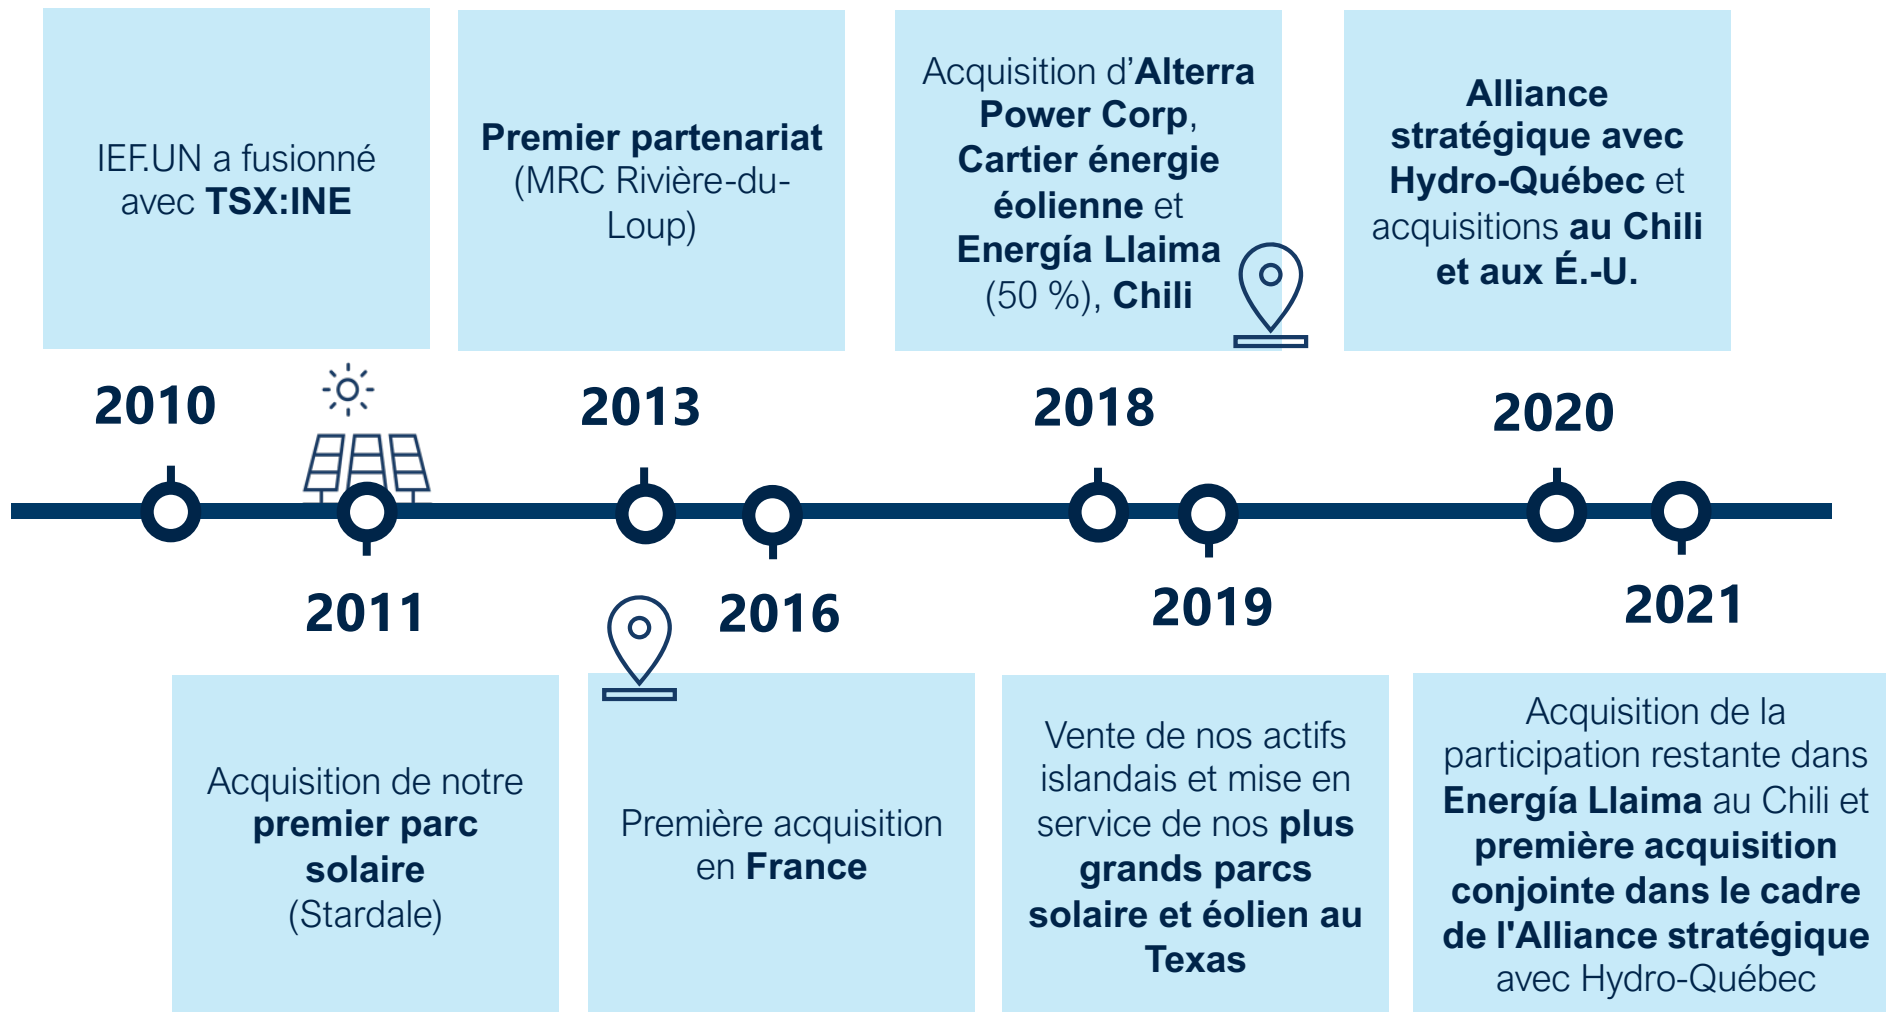 IEF.UN a fusionné
avec TSX:INE
2010
2011
Acquisition de notre
premier parc
solaire
(Stardale)
Premier partenariat
(MRC Rivière-du-
Loup)
2013
2016
Première acquisition
en France
Acquisition d'Alterra
Power Corp,
Cartier énergie
éolienne et
Energía Llaima
(50 %), Chili
2018
2019
Vente de nos actifs
islandais et mise en
service de nos plus
grands parcs
solaire et éolien au
Texas
Alliance
stratégique avec
Hydro-Québec et
acquisitions au Chili
et aux É.-U.
2020
2021
Acquisition de la
participation restante dans
Energía Llaima au Chili et
première acquisition
conjointe dans le cadre
de l'Alliance stratégique
avec Hydro-Québec